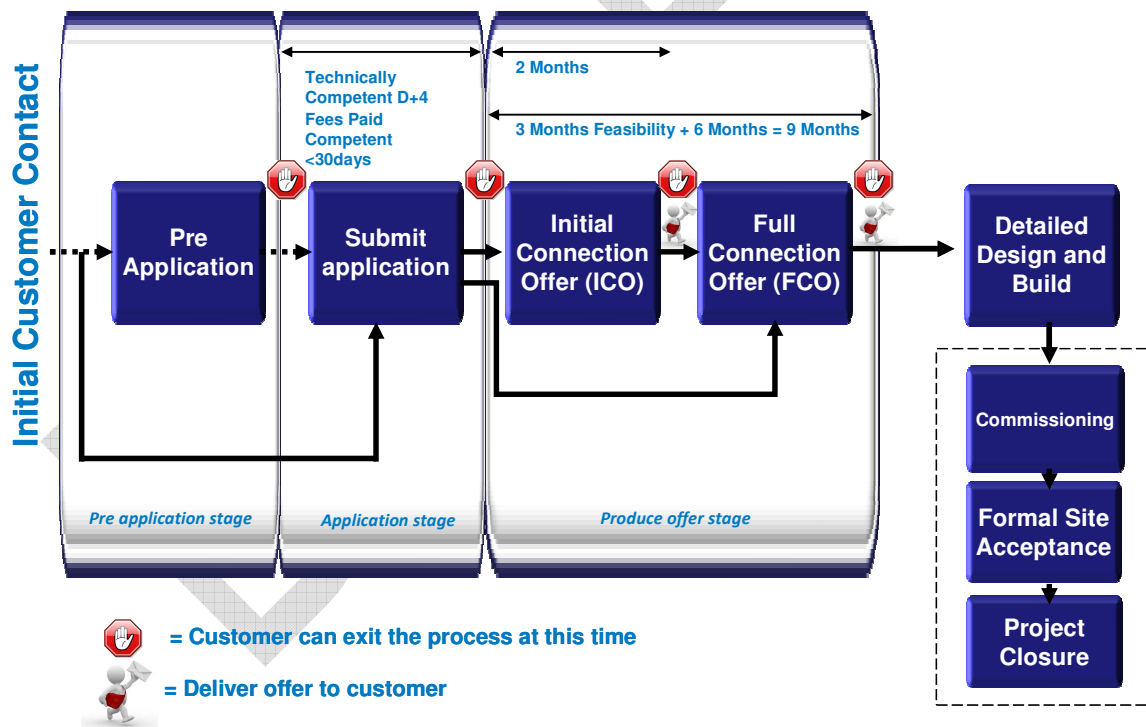 Initial Customer Contact
2 Months
Technically
Competent D+4
Fees Paid
Competent
<30days
3 Months Feasibility + 6 Months = 9 Months
Pre
Application
Submit
application
Initial
Connection
Offer (ICO)
Full
Connection
Offer (FCO)
Detailed
Design and
Build
Commissioning
Formal Site
Acceptance
Project
Closure
Pre application stage
Application stage
Produce offer stage
= Customer can exit the process at this time
= Deliver offer to customer